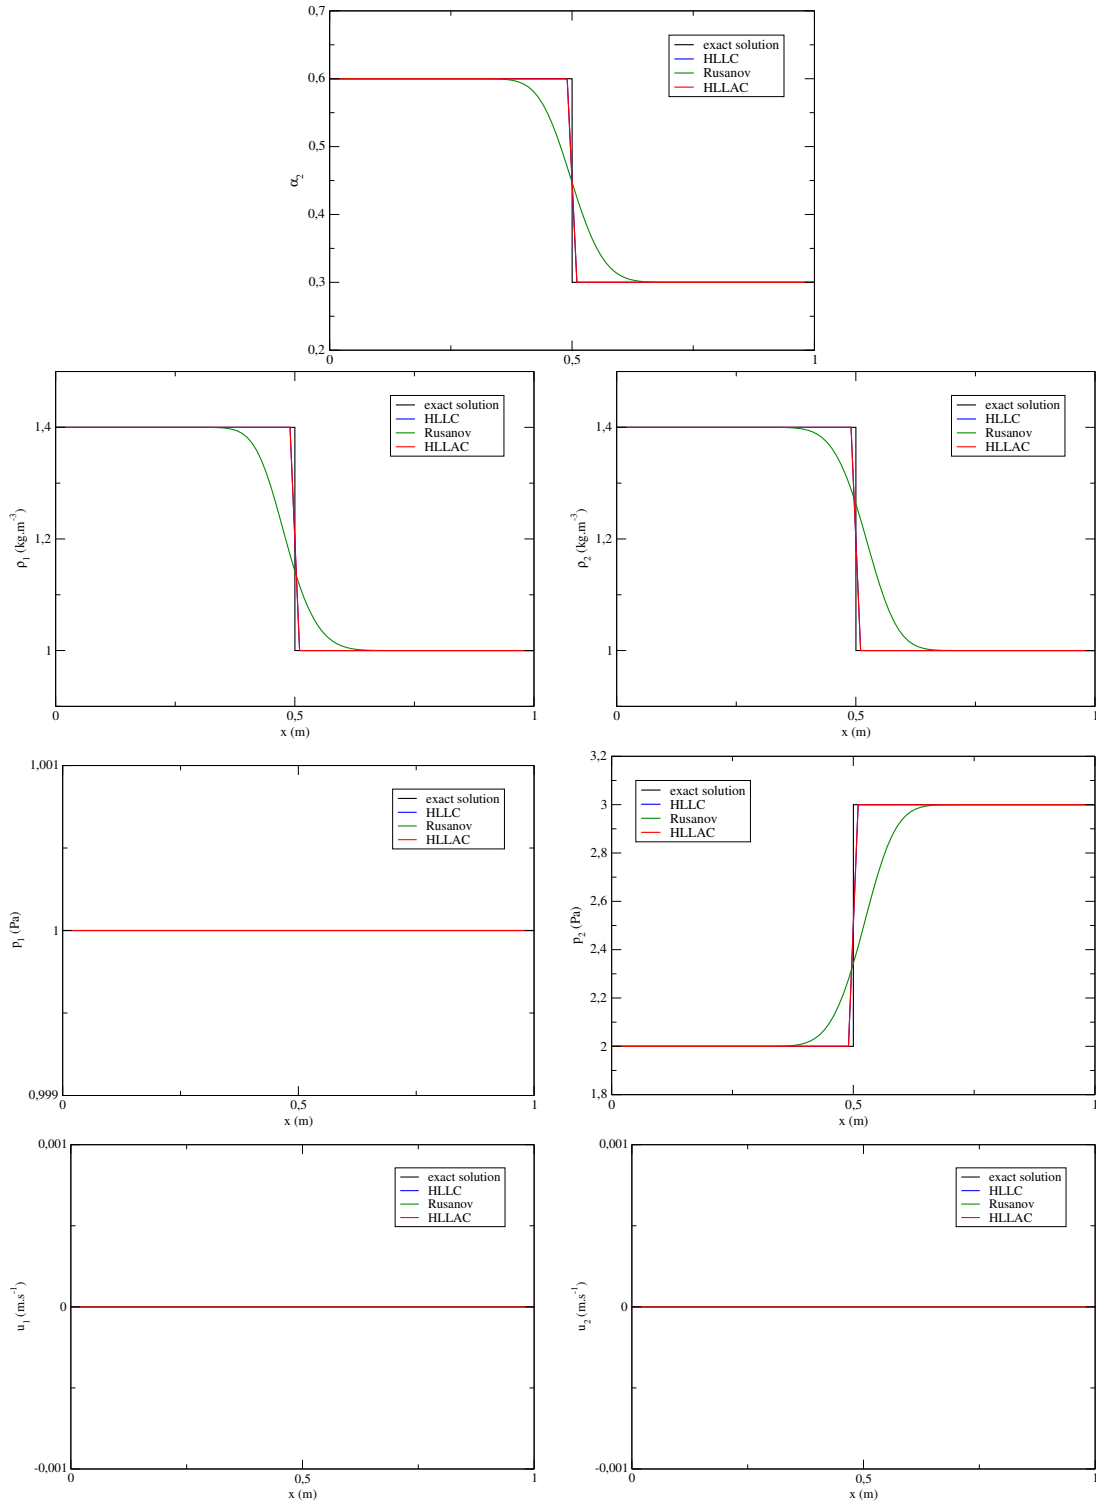 0,7
exact solution
HLLC
Rusanov
HLLAC
0,6
0,5
α2
0,4
0,3
0,2
0
0,5
1
exact solution
HLLC
Rusanov
HLLAC
1,4
1,2
ρ1 (kg.m-3)
1
0
0,5
1
x (m)
exact solution
HLLC
Rusanov
HLLAC
1,4
1,2
ρ2 (kg.m-3)
1
0
0,5
1
x (m)
1,001
exact solution
HLLC
Rusanov
HLLAC
1
p1 (Pa)
0,999
0
0,5
1
x (m)
3,2
exact solution
HLLC
Rusanov
HLLAC
3
2,8
2,6
2,4
p2 (Pa)
2,2
2
1,8
0
0,5
1
x (m)
0,001
exact solution
HLLC
Rusanov
HLLAC
0
u1 (m.s-1)
-0,001
0
0,5
1
x (m)
0,001
exact solution
HLLC
Rusanov
HLLAC
0
u2 (m.s-1)
-0,001
0
0,5
1
x (m)